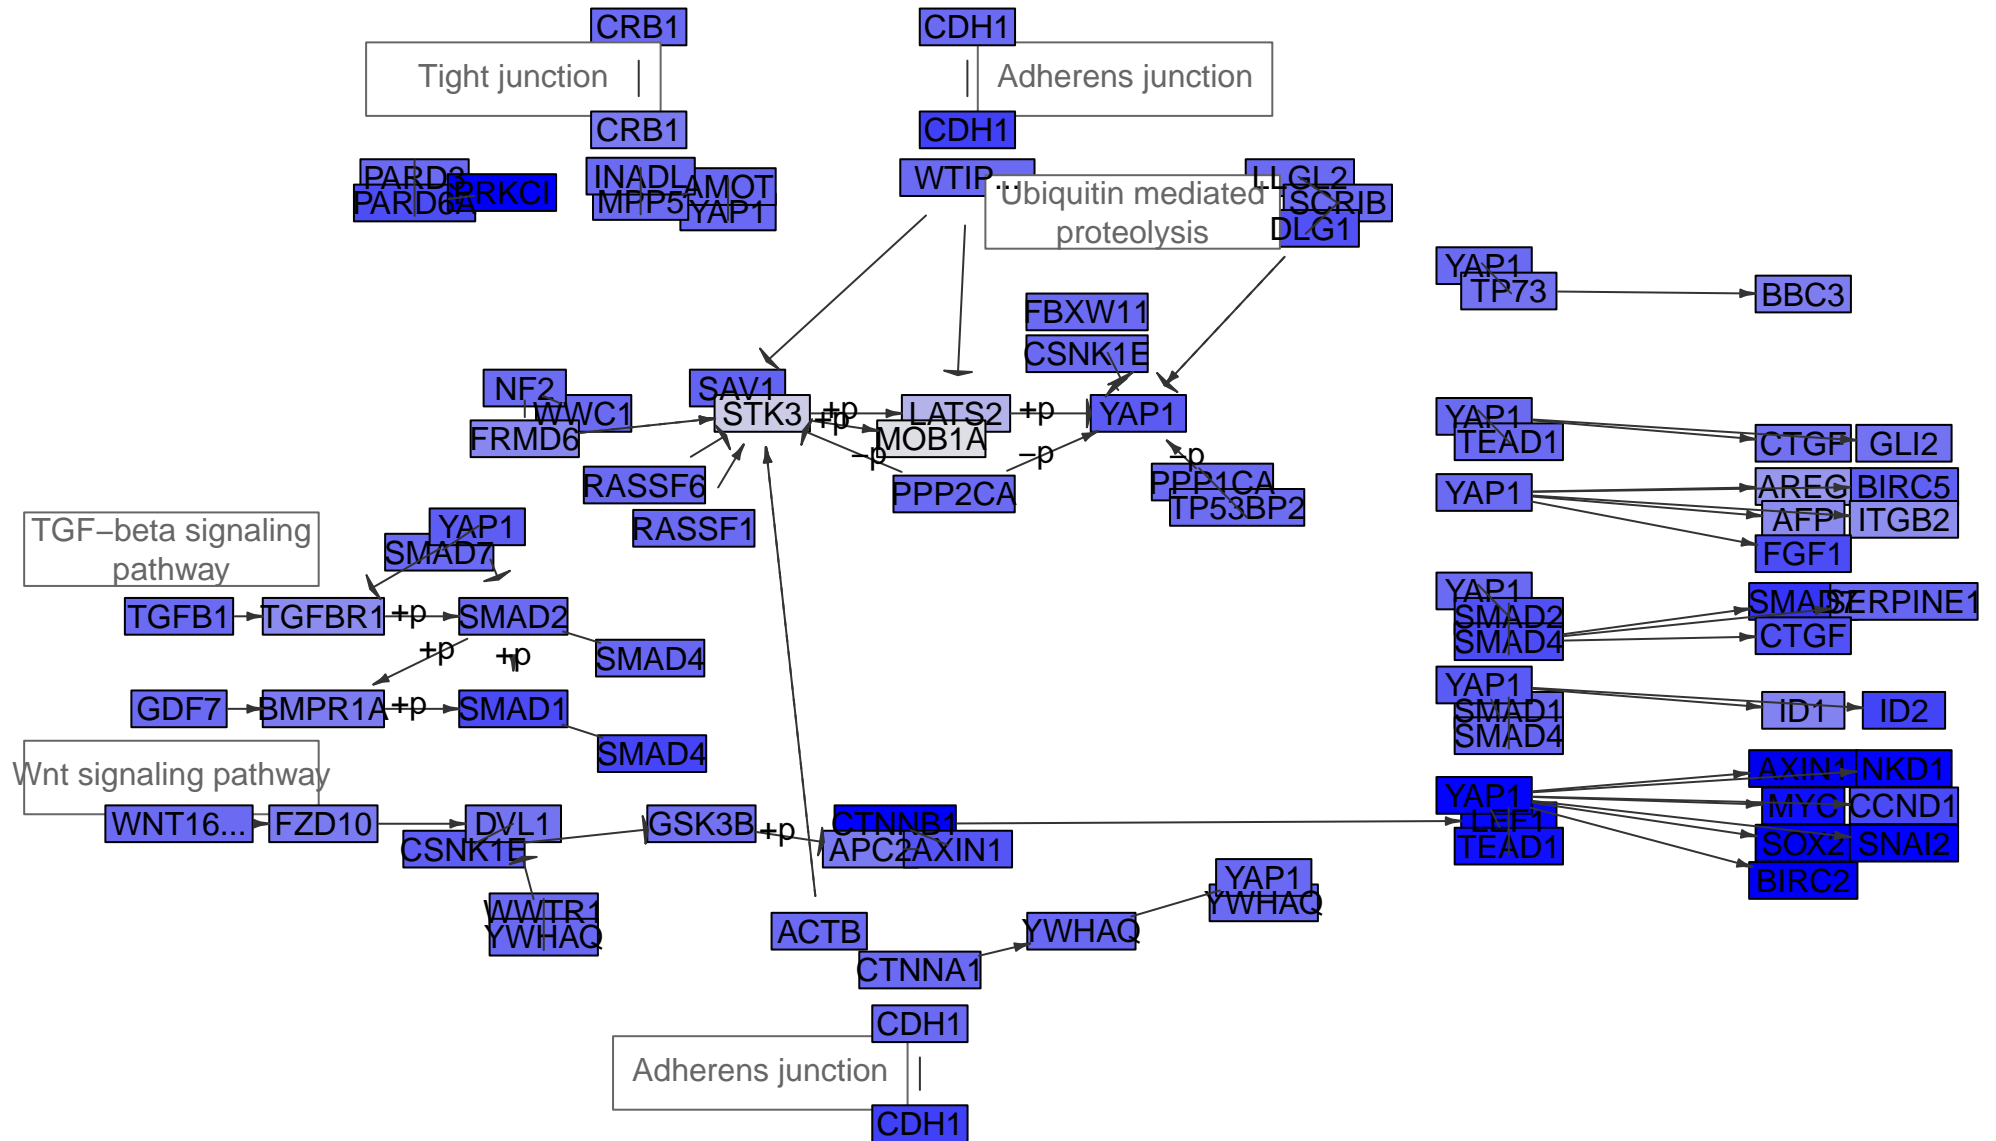 CRB1
CDH1
Tight junction
Adherens junction
CRB1
CDH1
PARD3
PARD6A
PRKCI
INADL
MPP5
AMOT
YAP1
WTIP...
Ubiquitin mediated
proteolysis
LLGL2
SCRIB
DLG1
YAP1
TP73
BBC3
FBXW11
CSNK1E
NF2
WWC1
FRMD6
SAV1
STK3
+p
+p
LATS2
MOB1A
+p
YAP1
−p
−p
−p
RASSF6
RASSF1
PPP2CA
PPP1CA
TP53BP2
YAP1
TEAD1
CTGF
GLI2
YAP1
AREG
BIRC5
AFP
ITGB2
FGF1
TGF−beta signaling
pathway
YAP1
SMAD7
TGFB1
TGFBR1
+p
SMAD2
+p
+p
SMAD4
GDF7
BMPR1A
+p
SMAD1
SMAD4
YAP1
SMAD2
SMAD4
SMAD7
SERPINE1
CTGF
YAP1
SMAD1
SMAD4
ID1
ID2
Wnt signaling pathway
WNT16...
FZD10
DVL1
CSNK1E
GSK3B
+p
CTNNB1
APC2
AXIN1
YAP1
LEF1
TEAD1
AXIN1
NKD1
MYC
CCND1
SOX2
SNAI2
BIRC2
WWTR1
YWHAQ
ACTB
CTNNA1
YWHAQ
YAP1
YWHAQ
CDH1
Adherens junction
CDH1